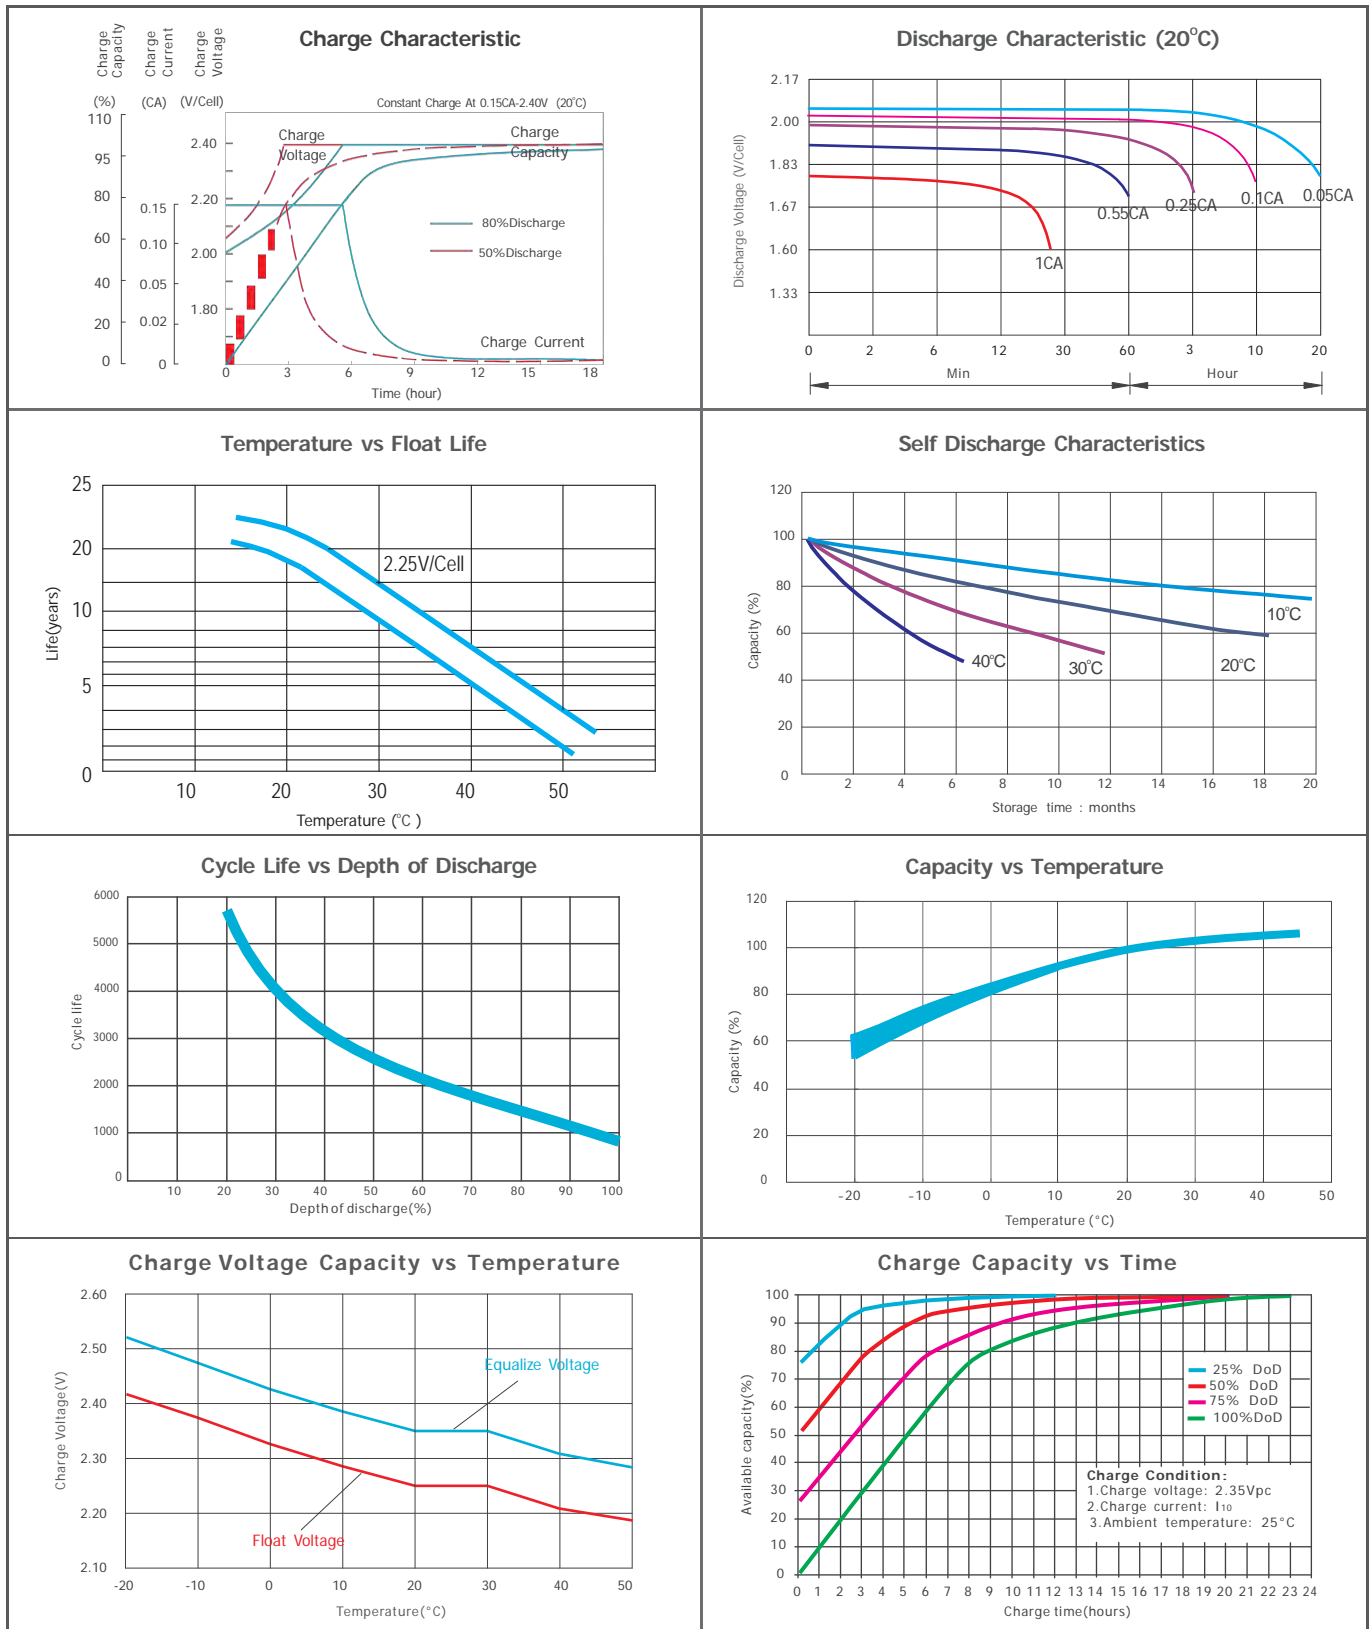 Charge Characteristic
Charge Capacity
Charge Current
Charge Voltage
(%) (CA) (V/Cell)
Constant Charge At 0.15CA-2.40V (20°C)
110
95
80
60
40
20
0
0.15
0.10
0.05
0.02
0
2.40
2.20
2.00
1.80
Charge Voltage
Charge Capacity
80%Discharge
50%Discharge
Charge Current
0 3 6 9 12 15 18
Time (hour)
Discharge Characteristic (20°C)
Discharge Voltage (V/Cell)
2.17
2.00
1.83
1.67
1.60
1.33
0.05CA
0.1CA
0.25CA
0.55CA
1CA
0 2 6 12 30 60 3 10 20
Min Hour
Temperature vs Float Life
Life(years)
25
20
10
5
0
2.25V/Cell
10 20 30 40 50
Temperature (°C )
Self Discharge Characteristics
Capacity (%)
120
100
80
60
40
20
0
10°C
20°C
30°C
40°C
2 4 6 8 10 12 14 16 18 20
Storage time : months
Cycle Life vs Depth of Discharge
Cycle life
6000
5000
4000
3000
2000
1000
0
10 20 30 40 50 60 70 80 90 100
Depth of discharge(%)
Capacity vs Temperature
Capacity (%)
120
100
80
60
40
20
0
-20 -10 0 10 20 30 40 50
Temperature (°C)
Charge Voltage Capacity vs Temperature
Charge Voltage(V)
2.60
2.50
2.40
2.30
2.20
2.10
Equalize Voltage
Float Voltage
-20 -10 0 10 20 30 40 50
Temperature(°C)
Charge Capacity vs Time
Available capacity(%)
100
90
80
70
60
50
40
30
20
10
0
25% DoD
50% DoD
75% DoD
100%DoD
Charge Condition:
1.Charge voltage: 2.35Vpc
2.Charge current: I10
3.Ambient temperature: 25°C
0 1 2 3 4 5 6 7 8 9 10 11 12 13 14 15 16 17 18 19 20 21 22 23 24
Charge time(hours)